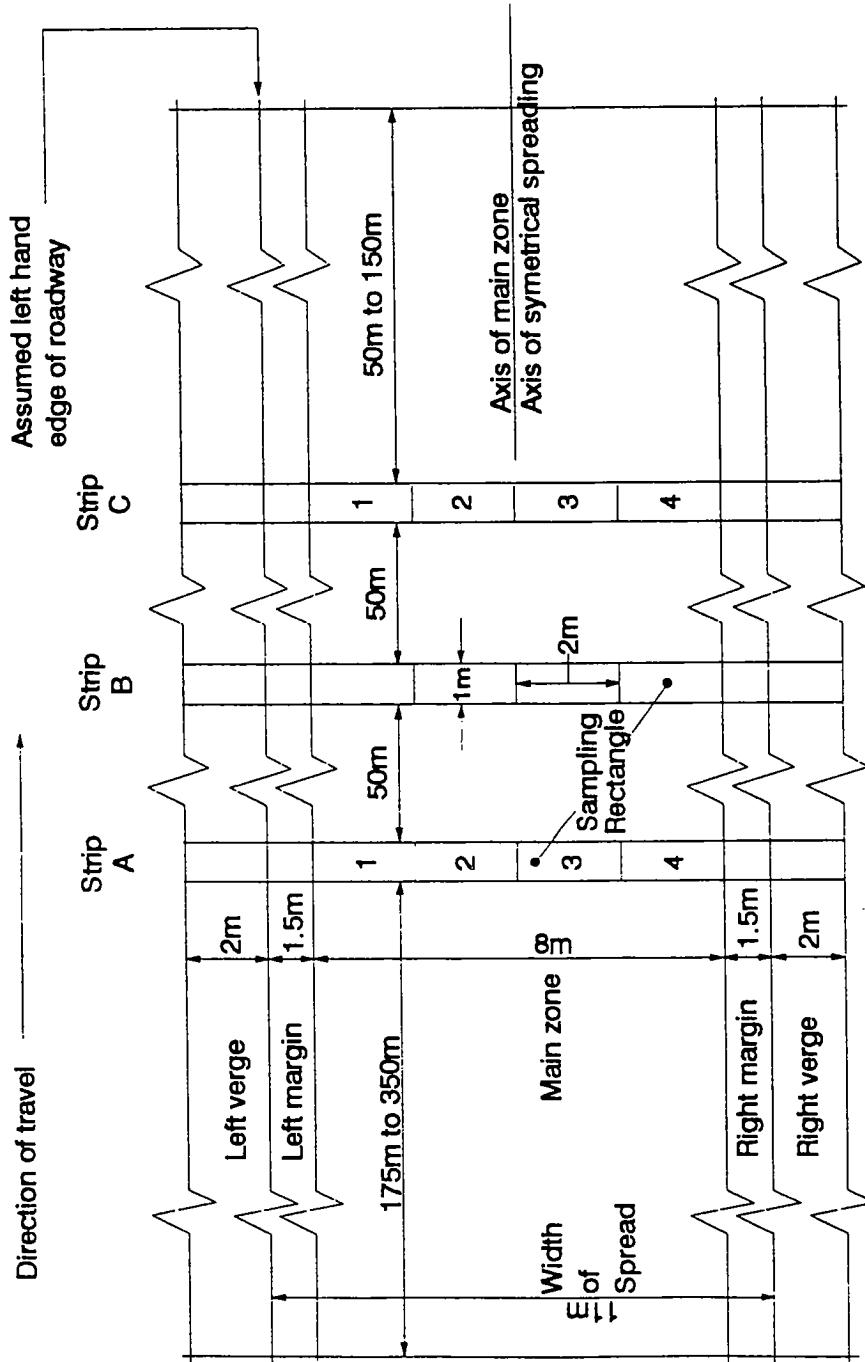 Direction of travel
Assumed left hand
edge of roadway
Strip
A
Strip
B
Strip
C
Left verge
2m
Left margin
1.5m
175m to 350m
50m
50m
50m to 150m
1
2
3
4
1m
2m
1
2
3
4
Sampling
Rectangle
8m
Main zone
Width
of
Spread
11m
Axis of main zone
Axis of symetrical spreading
Right margin
1.5m
Right verge
2m